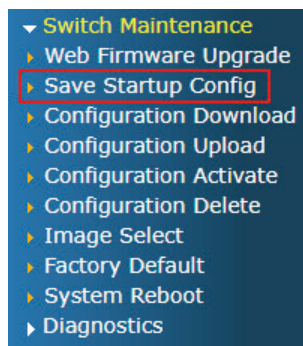 Switch Maintenance
Web Firmware Upgrade
Save Startup Config
Configuration Download
Configuration Upload
Configuration Activate
Configuration Delete
Image Select
Factory Default
System Reboot
Diagnostics